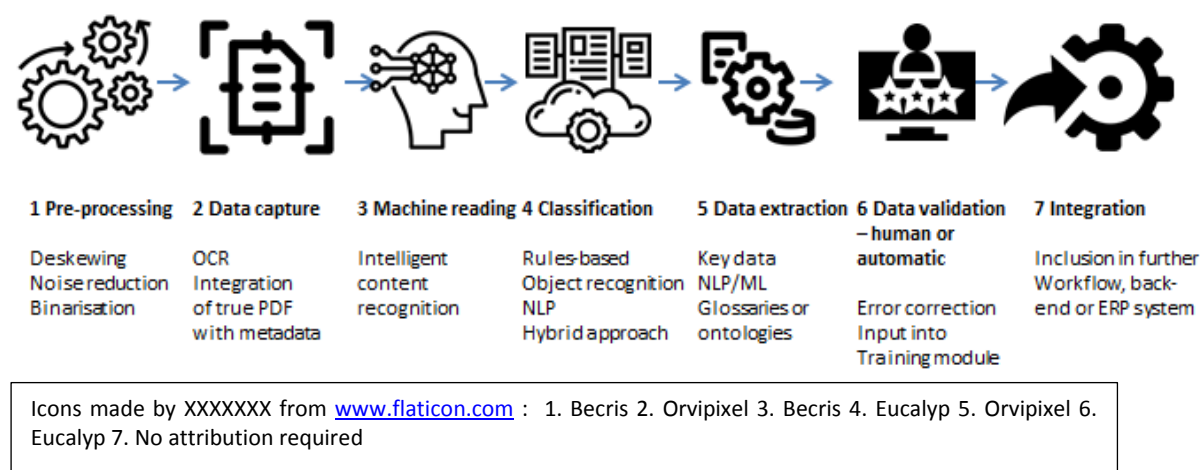 1 Pre-processing
Deskewing
Noise reduction
Binarisation
2 Data capture
OCR
Integration
of true PDF
with metadata
3 Machine reading
Intelligent
content
recognition
4 Classification
Rules-based
Object recognition
NLP
Hybrid approach
5 Data extraction
Key data
NLP/ML
Glossaries or
ontologies
6 Data validation
– human or
automatic
Error correction
Input into
Training module
7 Integration
Inclusion in further
Workflow, back-
end or ERP system
Icons made by XXXXXXX from www.flaticon.com : 1. Becris 2. Orvipixel 3. Becris 4. Eucalyp 5. Orvipixel 6.
Eucalyp 7. No attribution required